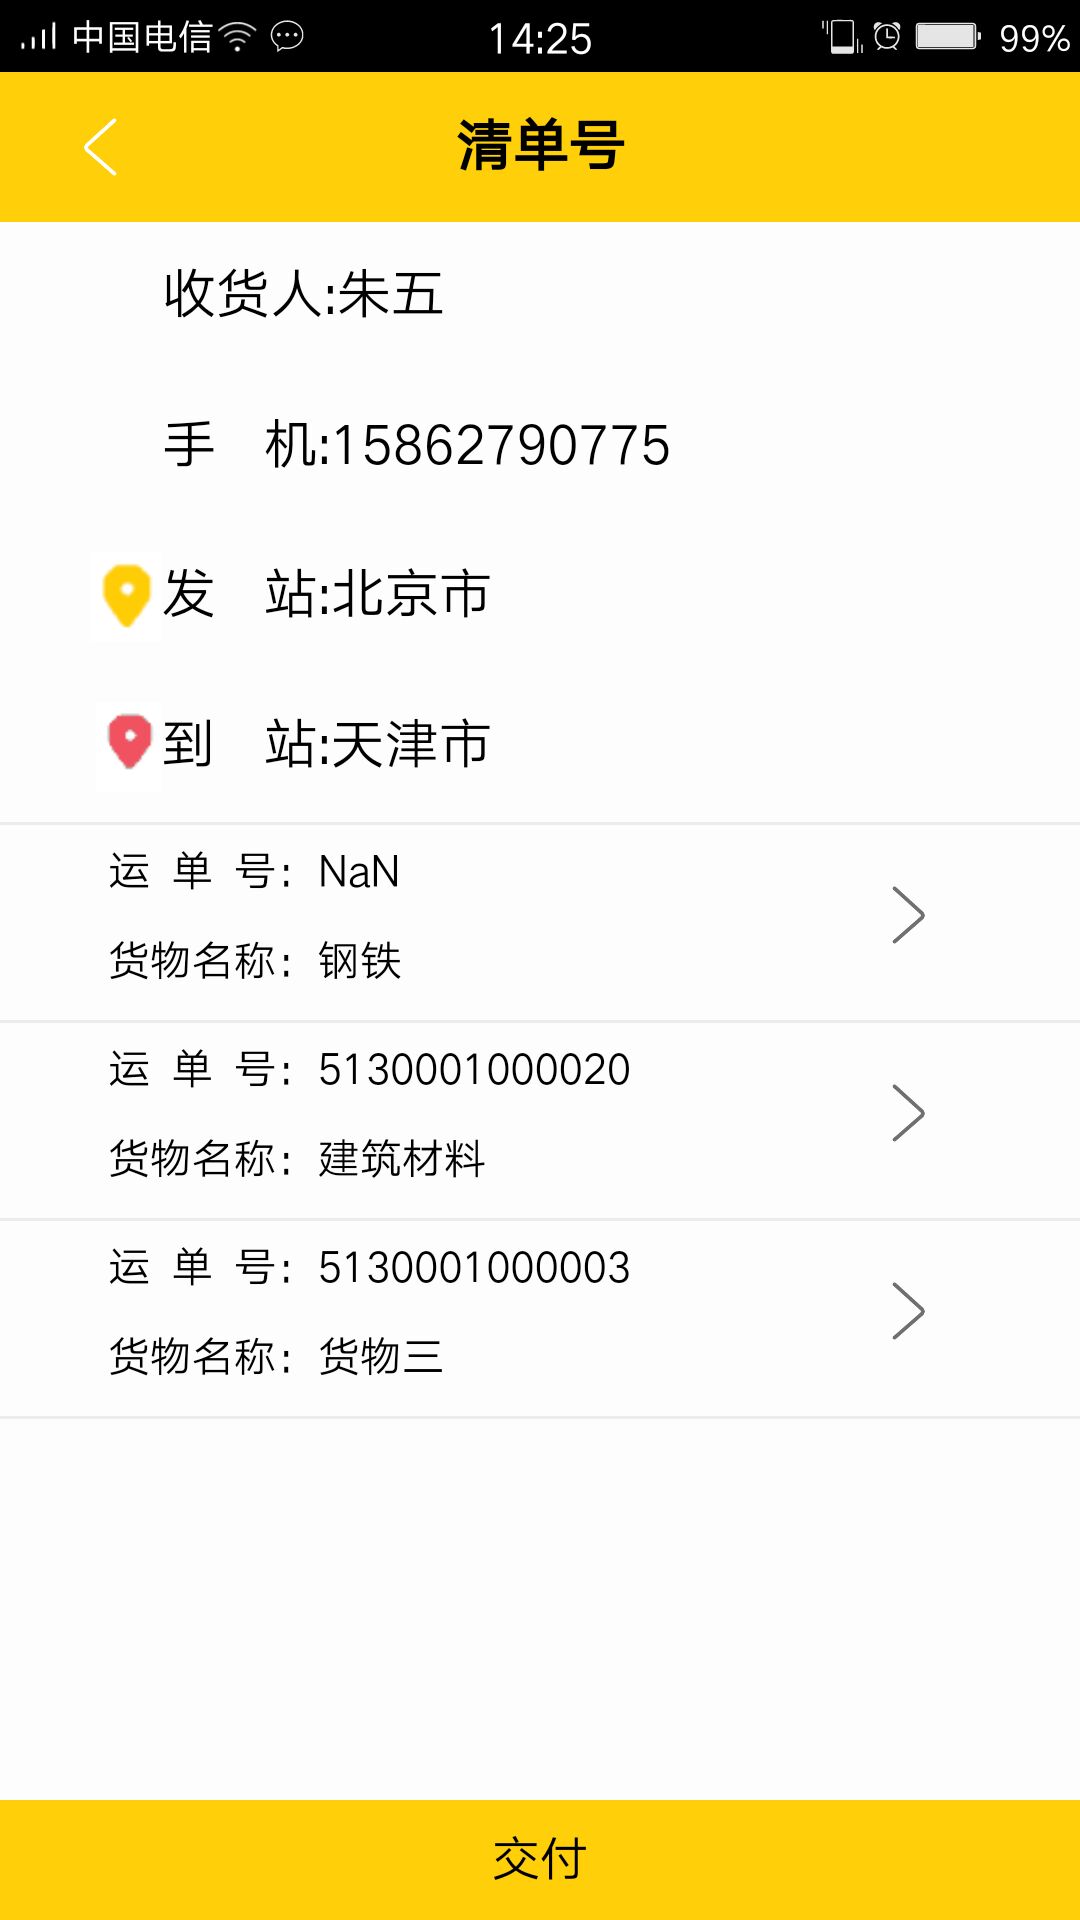 中国电信 14:25 99%
清单号
收货人:朱五
手 机:15862790775
发 站:北京市
到 站:天津市
运 单 号: NaN
货物名称: 钢铁
运 单 号: 5130001000020
货物名称: 建筑材料
运 单 号: 5130001000003
货物名称: 货物三
交付